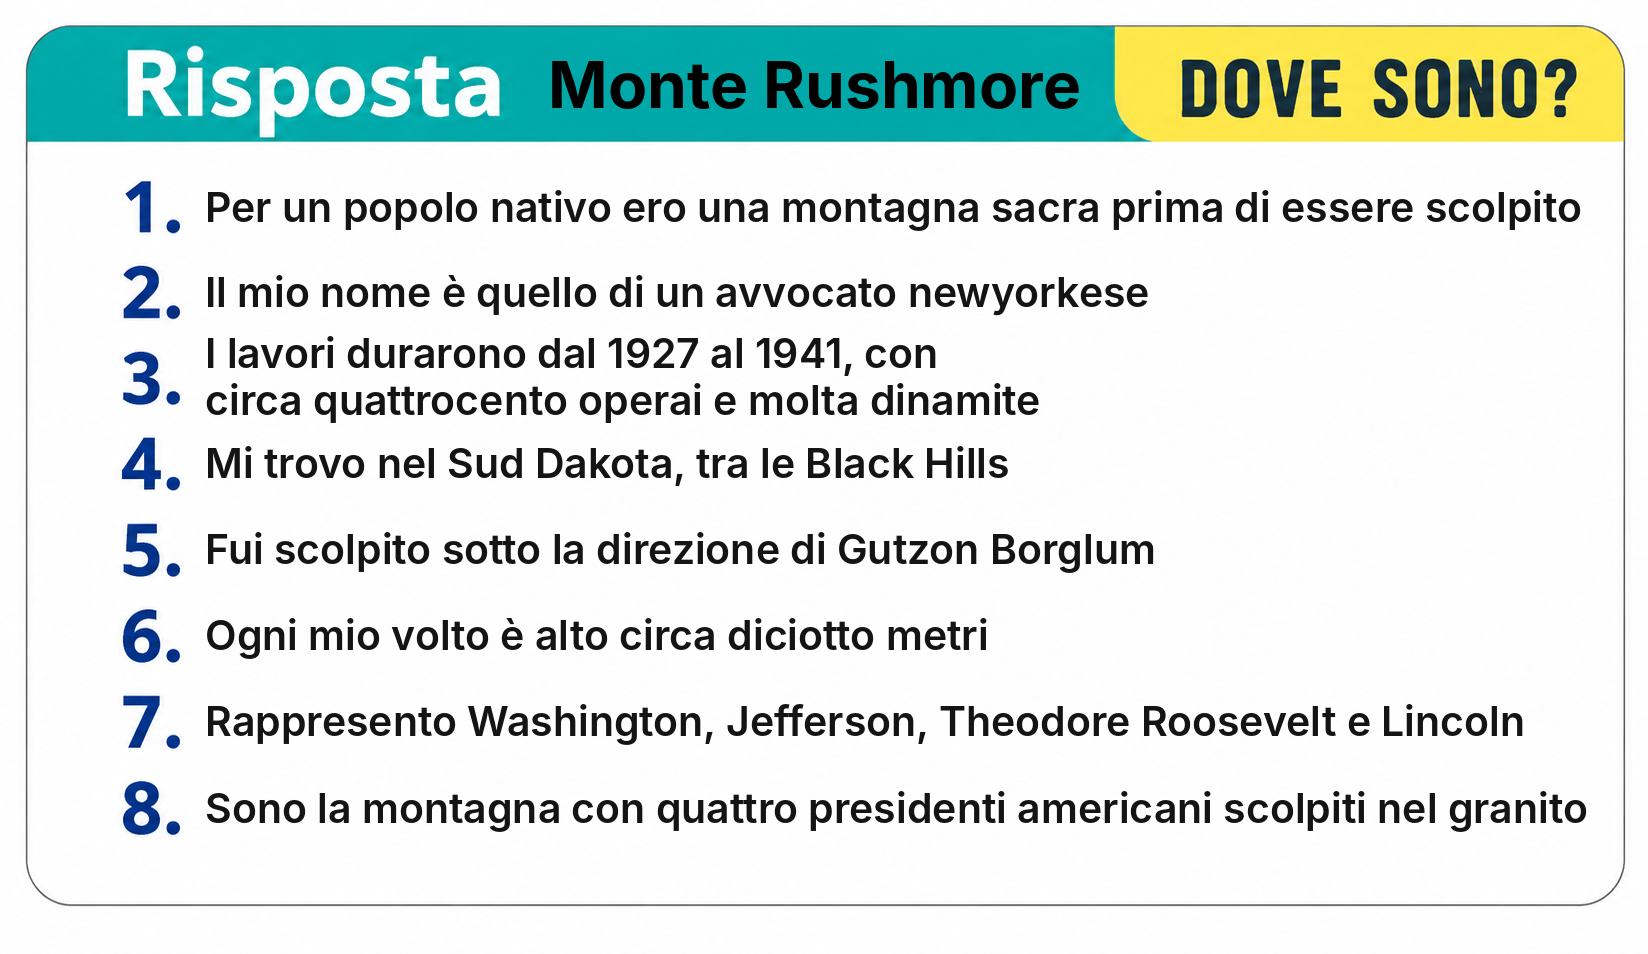 Risposta Monte Rushmore DOVE SONO?
1. Per un popolo nativo ero una montagna sacra prima di essere scolpito
2. Il mio nome è quello di un avvocato newyorkese
3. I lavori durarono dal 1927 al 1941, con
circa quattrocento operai e molta dinamite
4. Mi trovo nel Sud Dakota, tra le Black Hills
5. Fui scolpito sotto la direzione di Gutzon Borglum
6. Ogni mio volto è alto circa diciotto metri
7. Rappresento Washington, Jefferson, Theodore Roosevelt e Lincoln
8. Sono la montagna con quattro presidenti americani scolpiti nel granito